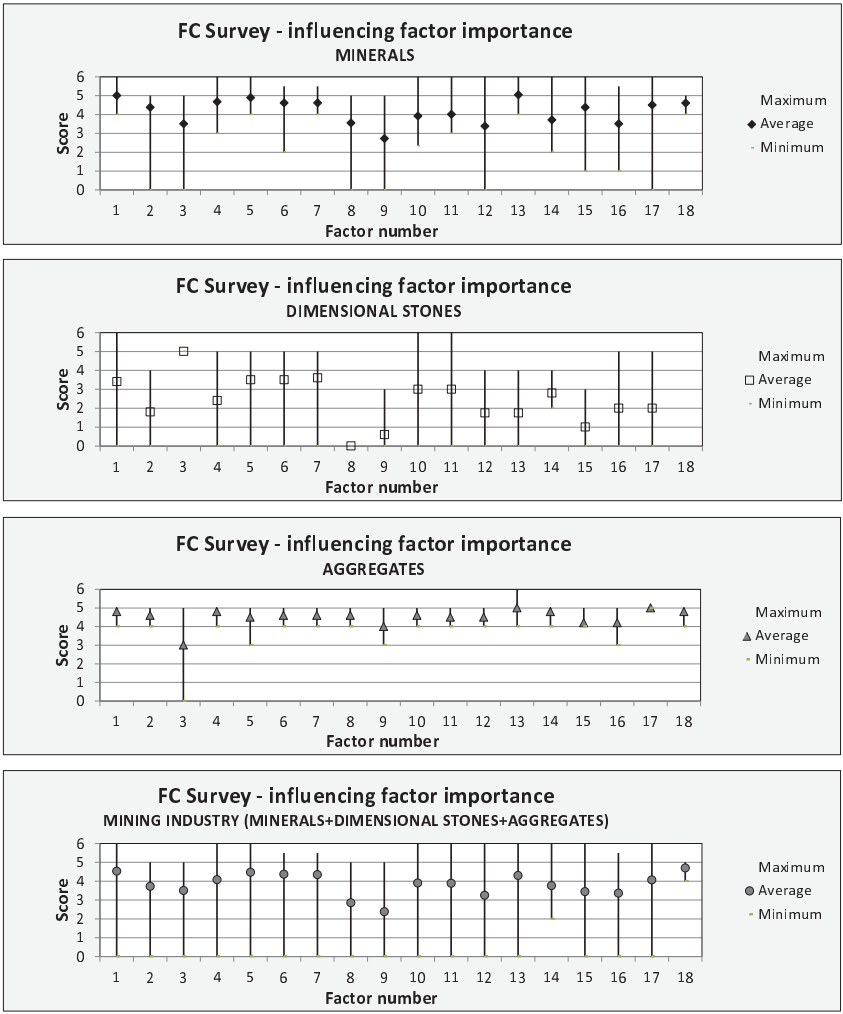 FC Survey - influencing factor importance
MINERALS
6
5
4
3
2
1
0
Score
1 2 3 4 5 6 7 8 9 10 11 12 13 14 15 16 17 18
Factor number
Maximum
Average
Minimum
FC Survey - influencing factor importance
DIMENSIONAL STONES
6
5
4
3
2
1
0
Score
1 2 3 4 5 6 7 8 9 10 11 12 13 14 15 16 17 18
Factor number
Maximum
Average
Minimum
FC Survey - influencing factor importance
AGGREGATES
6
5
4
3
2
1
0
Score
1 2 3 4 5 6 7 8 9 10 11 12 13 14 15 16 17 18
Factor number
Maximum
Average
Minimum
FC Survey - influencing factor importance
MINING INDUSTRY (MINERALS+DIMENSIONAL STONES+AGGREGATES)
6
5
4
3
2
1
0
Score
1 2 3 4 5 6 7 8 9 10 11 12 13 14 15 16 17 18
Factor number
Maximum
Average
Minimum